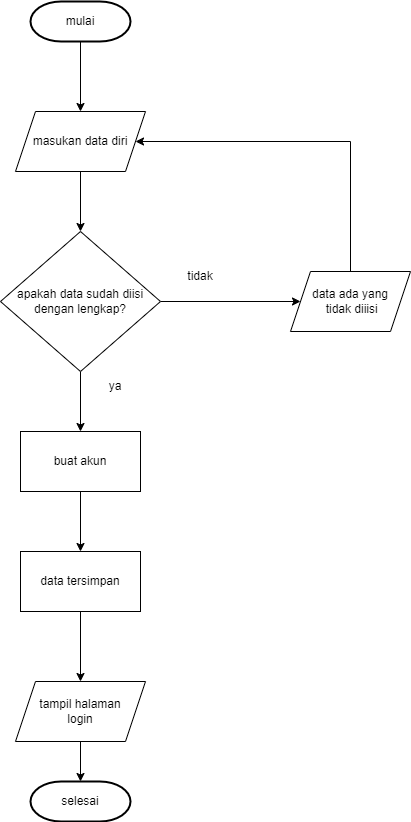 mulai
masukan data diri
apakah data sudah diisi
dengan lengkap?
tidak
data ada yang
tidak diiisi
ya
buat akun
data tersimpan
tampil halaman
login
selesai